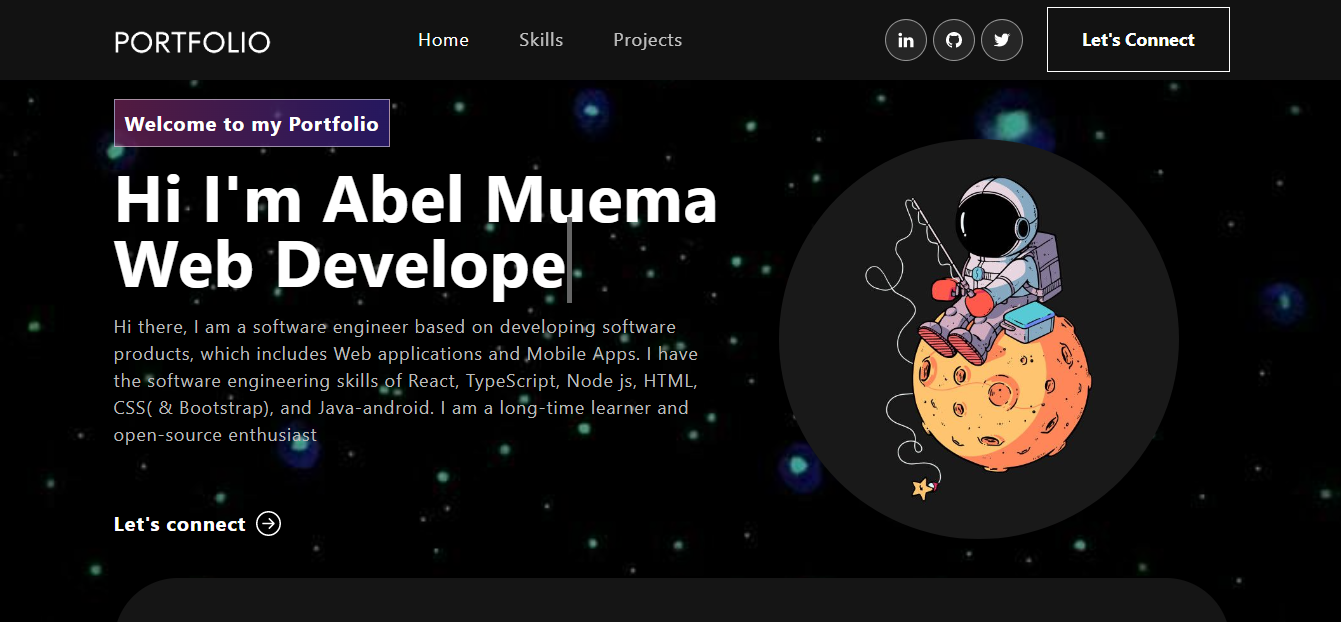 PORTFOLIO
Home
Skills
Projects
in
Let's Connect
Welcome to my Portfolio
Hi I'm Abel Muema
Web Develope
Hi there, I am a software engineer based on developing software
products, which includes Web applications and Mobile Apps. I have
the software engineering skills of React, TypeScript, Node js, HTML,
CSS( & Bootstrap), and Java-android. I am a long-time learner and
open-source enthusiast
Let's connect